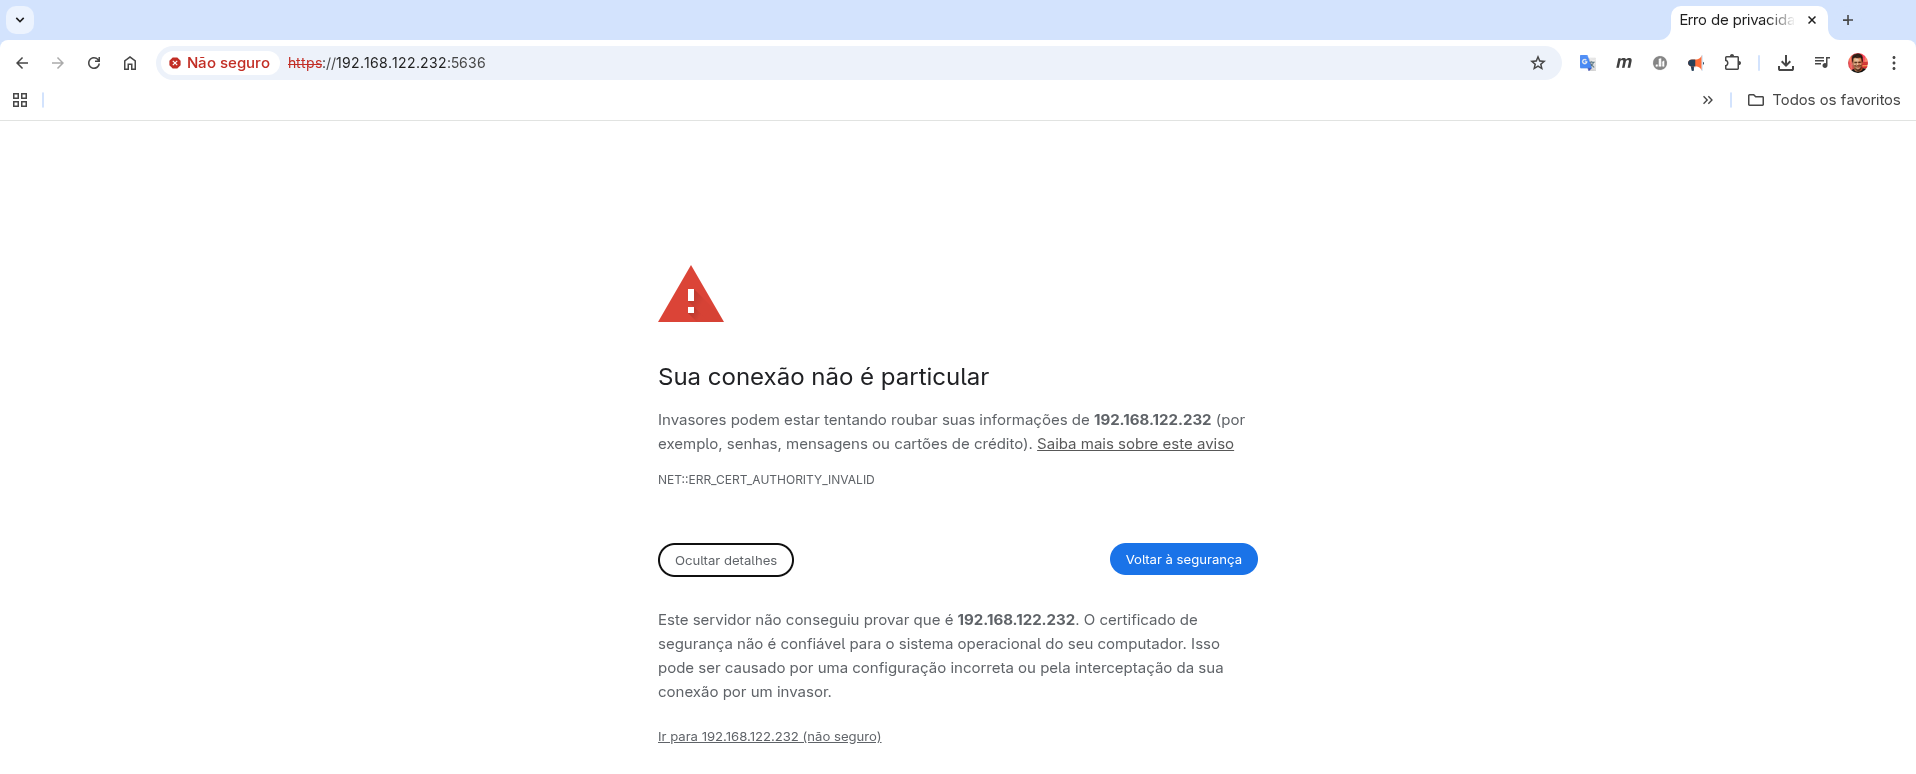 Erro de privacida
Não seguro https://192.168.122.232:5636
m
Todos os favoritos
Sua conexão não é particular
Invasores podem estar tentando roubar suas informações de 192.168.122.232 (por
exemplo, senhas, mensagens ou cartões de crédito). Saiba mais sobre este aviso
NET::ERR_CERT_AUTHORITY_INVALID
Ocultar detalhes
Voltar à segurança
Este servidor não conseguiu provar que é 192.168.122.232. O certificado de
segurança não é confiável para o sistema operacional do seu computador. Isso
pode ser causado por uma configuração incorreta ou pela interceptação da sua
conexão por um invasor.
Ir para 192.168.122.232 (não seguro)